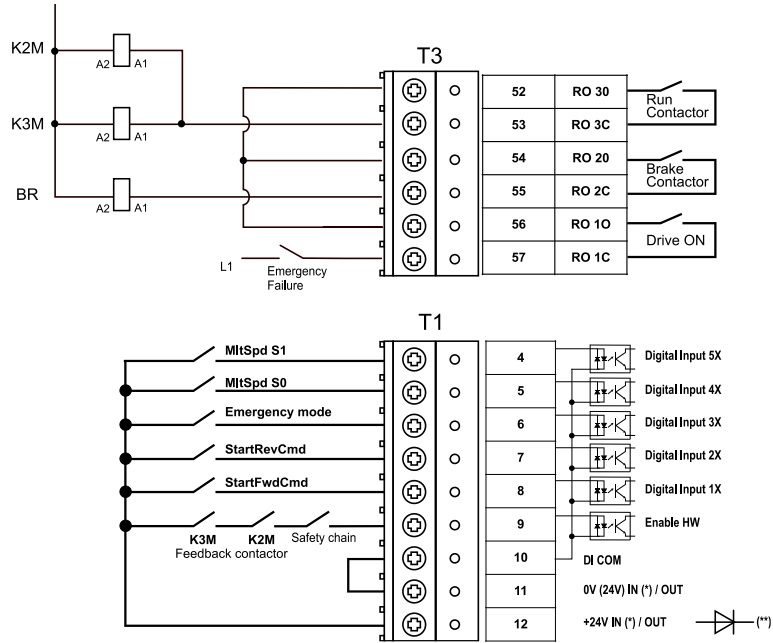 T3
K2M
A2 A1
52 RO 30
Run
Contactor
K3M
A2 A1
53 RO 3C
54 RO 20
Brake
Contactor
BR
A2 A1
55 RO 2C
56 RO 1O
Drive ON
L1
Emergency
Failure
57 RO 1C
T1
MltSpd S1
4
Digital Input 5X
MltSpd S0
5
Digital Input 4X
Emergency mode
6
Digital Input 3X
StartRevCmd
7
Digital Input 2X
StartFwdCmd
8
Digital Input 1X
K3M K2M Safety chain
Feedback contactor
9
Enable HW
10
DI COM
11
0V (24V) IN (*) / OUT
12
+24V IN (*) / OUT
(**)